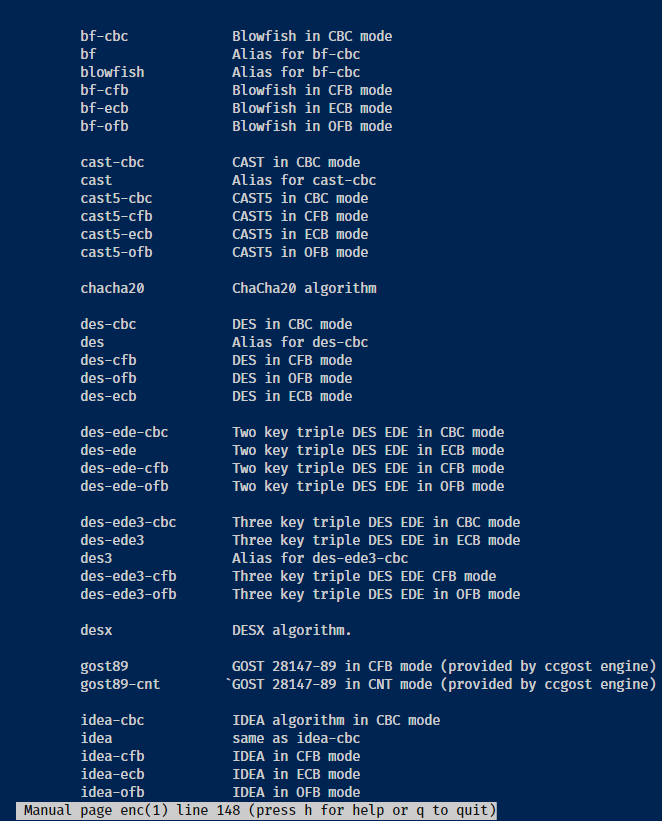 bf-cbc Blowfish in CBC mode
bf Alias for bf-cbc
blowfish Alias for bf-cbc
bf-cfb Blowfish in CFB mode
bf-ecb Blowfish in ECB mode
bf-ofb Blowfish in OFB mode
cast-cbc CAST in CBC mode
cast Alias for cast-cbc
cast5-cbc CAST5 in CBC mode
cast5-cfb CAST5 in CFB mode
cast5-ecb CAST5 in ECB mode
cast5-ofb CAST5 in OFB mode
chacha20 ChaCha20 algorithm
des-cbc DES in CBC mode
des Alias for des-cbc
des-cfb DES in CFB mode
des-ofb DES in OFB mode
des-ecb DES in ECB mode
des-ede-cbc Two key triple DES EDE in CBC mode
des-ede Two key triple DES EDE in ECB mode
des-ede-cfb Two key triple DES EDE in CFB mode
des-ede-ofb Two key triple DES EDE in OFB mode
des-ede3-cbc Three key triple DES EDE in CBC mode
des-ede3 Three key triple DES EDE in ECB mode
des3 Alias for des-ede3-cbc
des-ede3-cfb Three key triple DES EDE CFB mode
des-ede3-ofb Three key triple DES EDE in OFB mode
desx DESX algorithm.
gost89 GOST 28147-89 in CFB mode (provided by ccgost engine)
gost89-cnt `GOST 28147-89 in CNT mode (provided by ccgost engine)
idea-cbc IDEA algorithm in CBC mode
idea same as idea-cbc
idea-cfb IDEA in CFB mode
idea-ecb IDEA in ECB mode
idea-ofb IDEA in OFB mode
Manual page enc(1) line 148 (press h for help or q to quit)